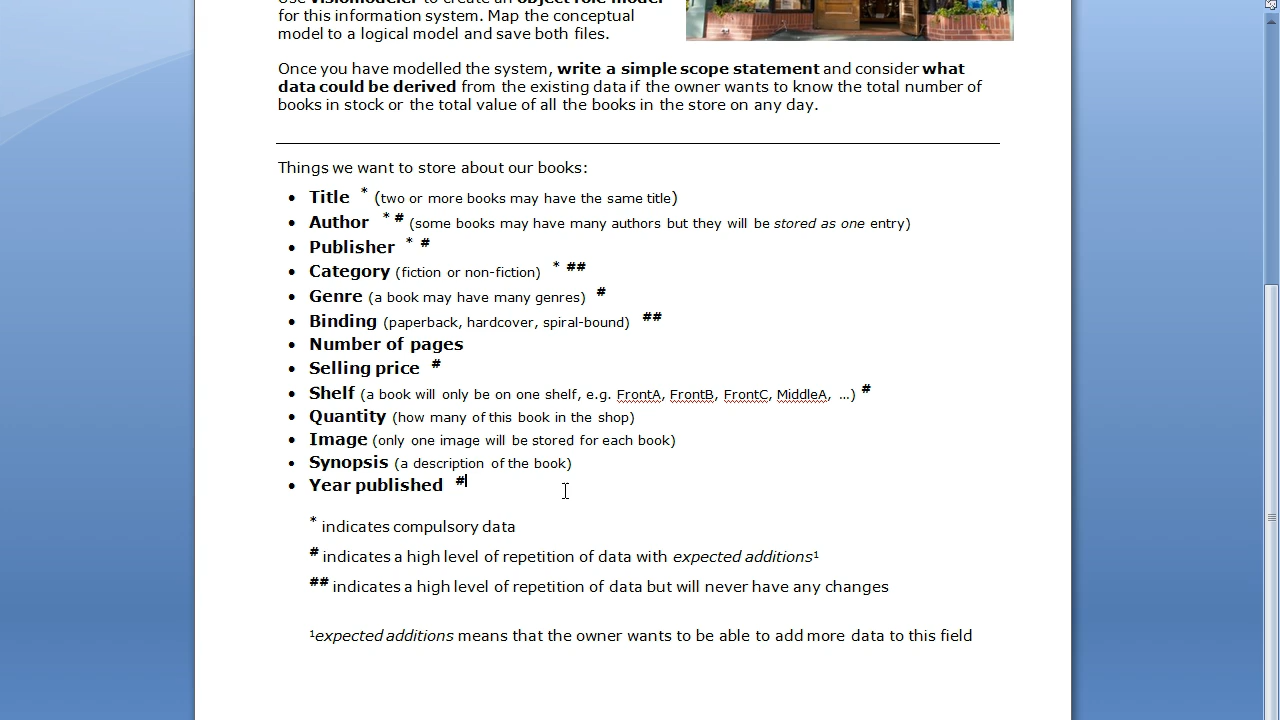 Use VisioModeler to create an object role model
for this information system. Map the conceptual
model to a logical model and save both files.
Once you have modelled the system, write a simple scope statement and consider what
data could be derived from the existing data if the owner wants to know the total number of
books in stock or the total value of all the books in the store on any day.
Things we want to store about our books:
• Title * (two or more books may have the same title)
• Author * # (some books may have many authors but they will be stored as one entry)
• Publisher * #
• Category (fiction or non-fiction) * ##
• Genre (a book may have many genres) #
• Binding (paperback, hardcover, spiral-bound) ##
• Number of pages
• Selling price #
• Shelf (a book will only be on one shelf, e.g. FrontA, FrontB, FrontC, MiddleA, …) #
• Quantity (how many of this book in the shop)
• Image (only one image will be stored for each book)
• Synopsis (a description of the book)
• Year published #
* indicates compulsory data
# indicates a high level of repetition of data with expected additions¹
## indicates a high level of repetition of data but will never have any changes
¹expected additions means that the owner wants to be able to add more data to this field